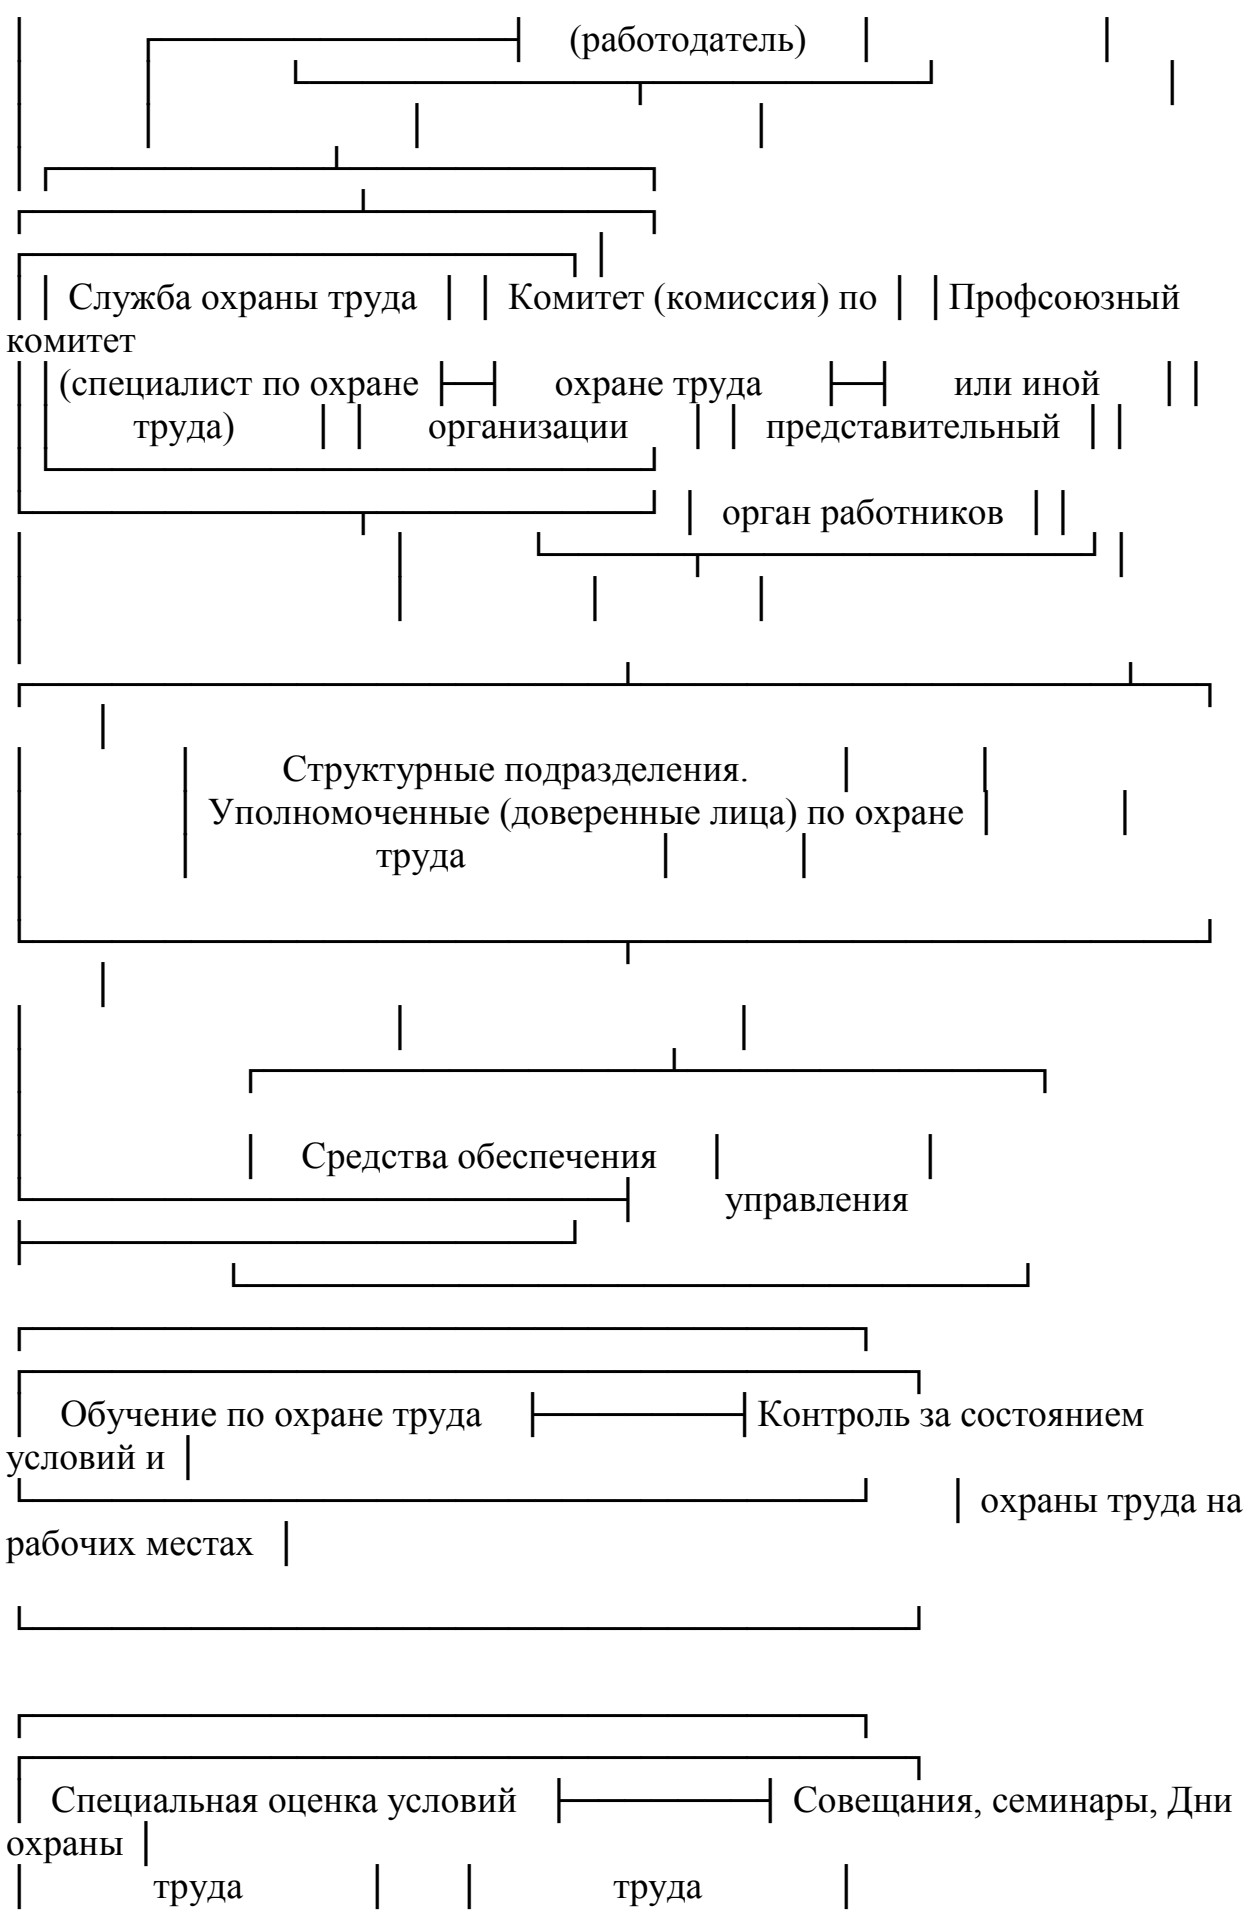 (работодатель)
Служба охраны труда Комитет (комиссия) по Профсоюзный
комитет
(специалист по охране охране труда или иной
труда) организации представительный
орган работников
Структурные подразделения.
Уполномоченные (доверенные лица) по охране
труда
Средства обеспечения
управления
Обучение по охране труда Контроль за состоянием
условий и
охраны труда на
рабочих местах
Специальная оценка условий Совещания, семинары, Дни
охраны
труда труда